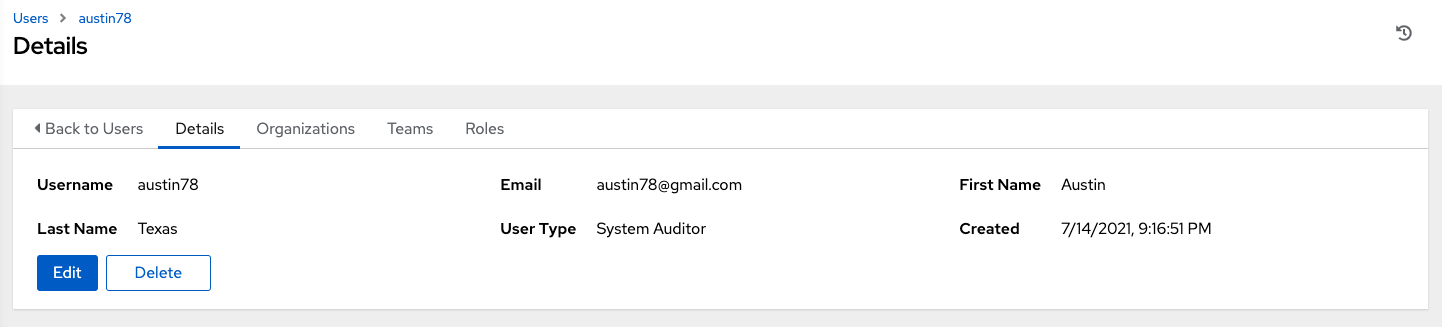 Users > austin78
Details
Back to Users Details Organizations Teams Roles
Username austin78 Email austin78@gmail.com First Name Austin
Last Name Texas User Type System Auditor Created 7/14/2021, 9:16:51 PM
Edit Delete